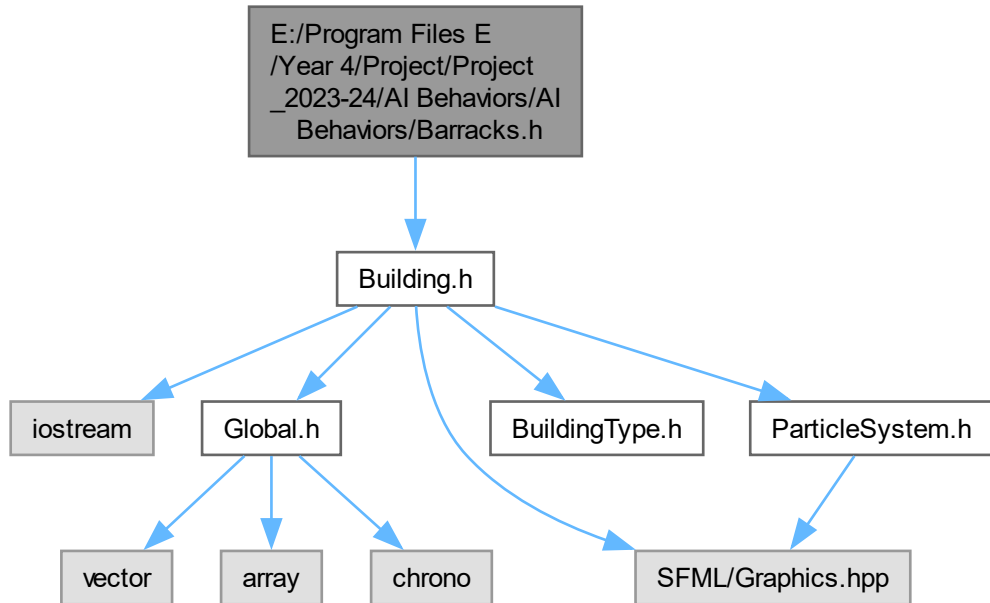 E:/Program Files E
/Year 4/Project/Project
_2023-24/AI Behaviors/AI
Behaviors/Barracks.h
Building.h
iostream
Global.h
BuildingType.h
ParticleSystem.h
vector
array
chrono
SFML/Graphics.hpp